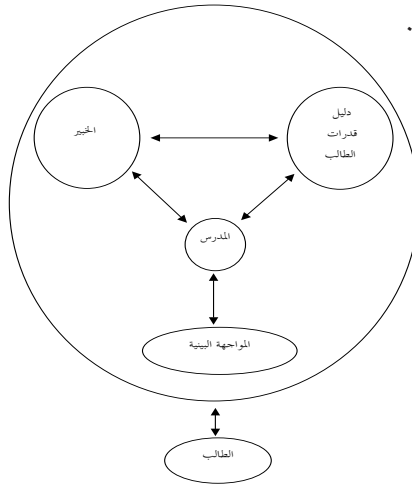 الخبير
دليل
قدرات
الطالب
المدرس
المواجهة البينية
الطالب